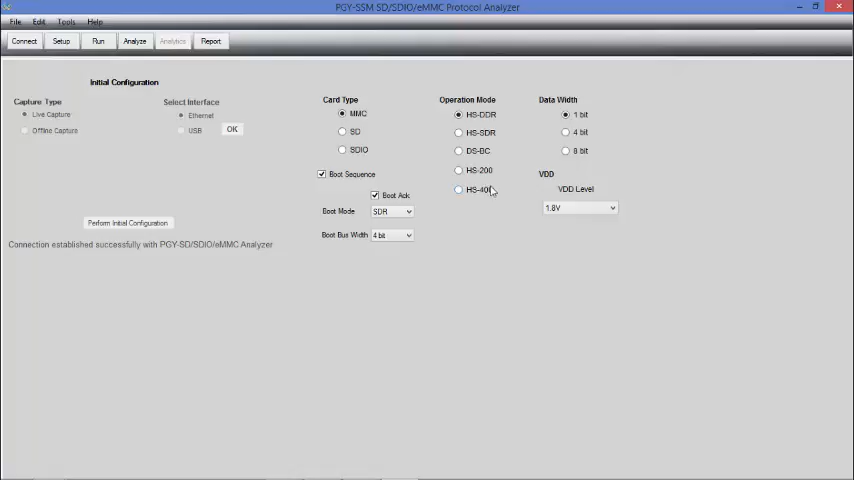 PGY-SSM SD/SDIO/eMMC Protocol Analyzer
File Edit Tools Help
Connect Setup Run Analyze Analytics Report
Initial Configuration
Capture Type
Live Capture
Offline Capture
Select Interface
Ethernet
USB
OK
Perform Initial Configuration
Connection established successfully with PGY-SD/SDIO/eMMC Analyzer
Card Type
MMC
SD
SDIO
Boot Sequence
Boot Ack
Boot Mode SDR
Boot Bus Width 4 bit
Operation Mode
HS-DDR
HS-SDR
DS-BC
HS-200
HS-400
Data Width
1 bit
4 bit
8 bit
VDD
VDD Level
1.8V